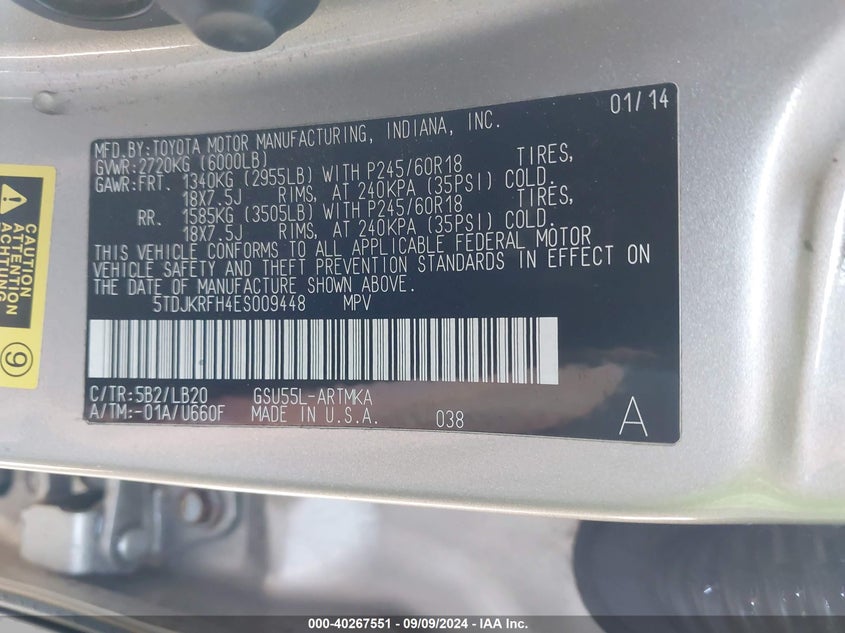 01/14
MFD. BY: TOYOTA MOTOR MANUFACTURING, INDIANA, INC.
GVWR: 2720KG (6000LB)
GAWR: FRT. 1340KG (2955LB) WITH P245/60R18 TIRES,
18X7.5J RIMS, AT 240KPA (35PSI) COLD.
RR. 1585KG (3505LB) WITH P245/60R18 TIRES,
18X7.5J RIMS, AT 240KPA (35PSI) COLD.
THIS VEHICLE CONFORMS TO ALL APPLICABLE FEDERAL MOTOR
VEHICLE SAFETY AND THEFT PREVENTION STANDARDS IN EFFECT ON
THE DATE OF MANUFACTURE SHOWN ABOVE.
5TDJKRFH4ES009448 MPV
C/TR: 5B2/LB20 GSU55L-ARTMKA
A/TM: -01A/U660F MADE IN U.S.A. 038
A
CAUTION
ATTENTION
ACHTUNG
9
000-40267551 - 09/09/2024 - IAA Inc.